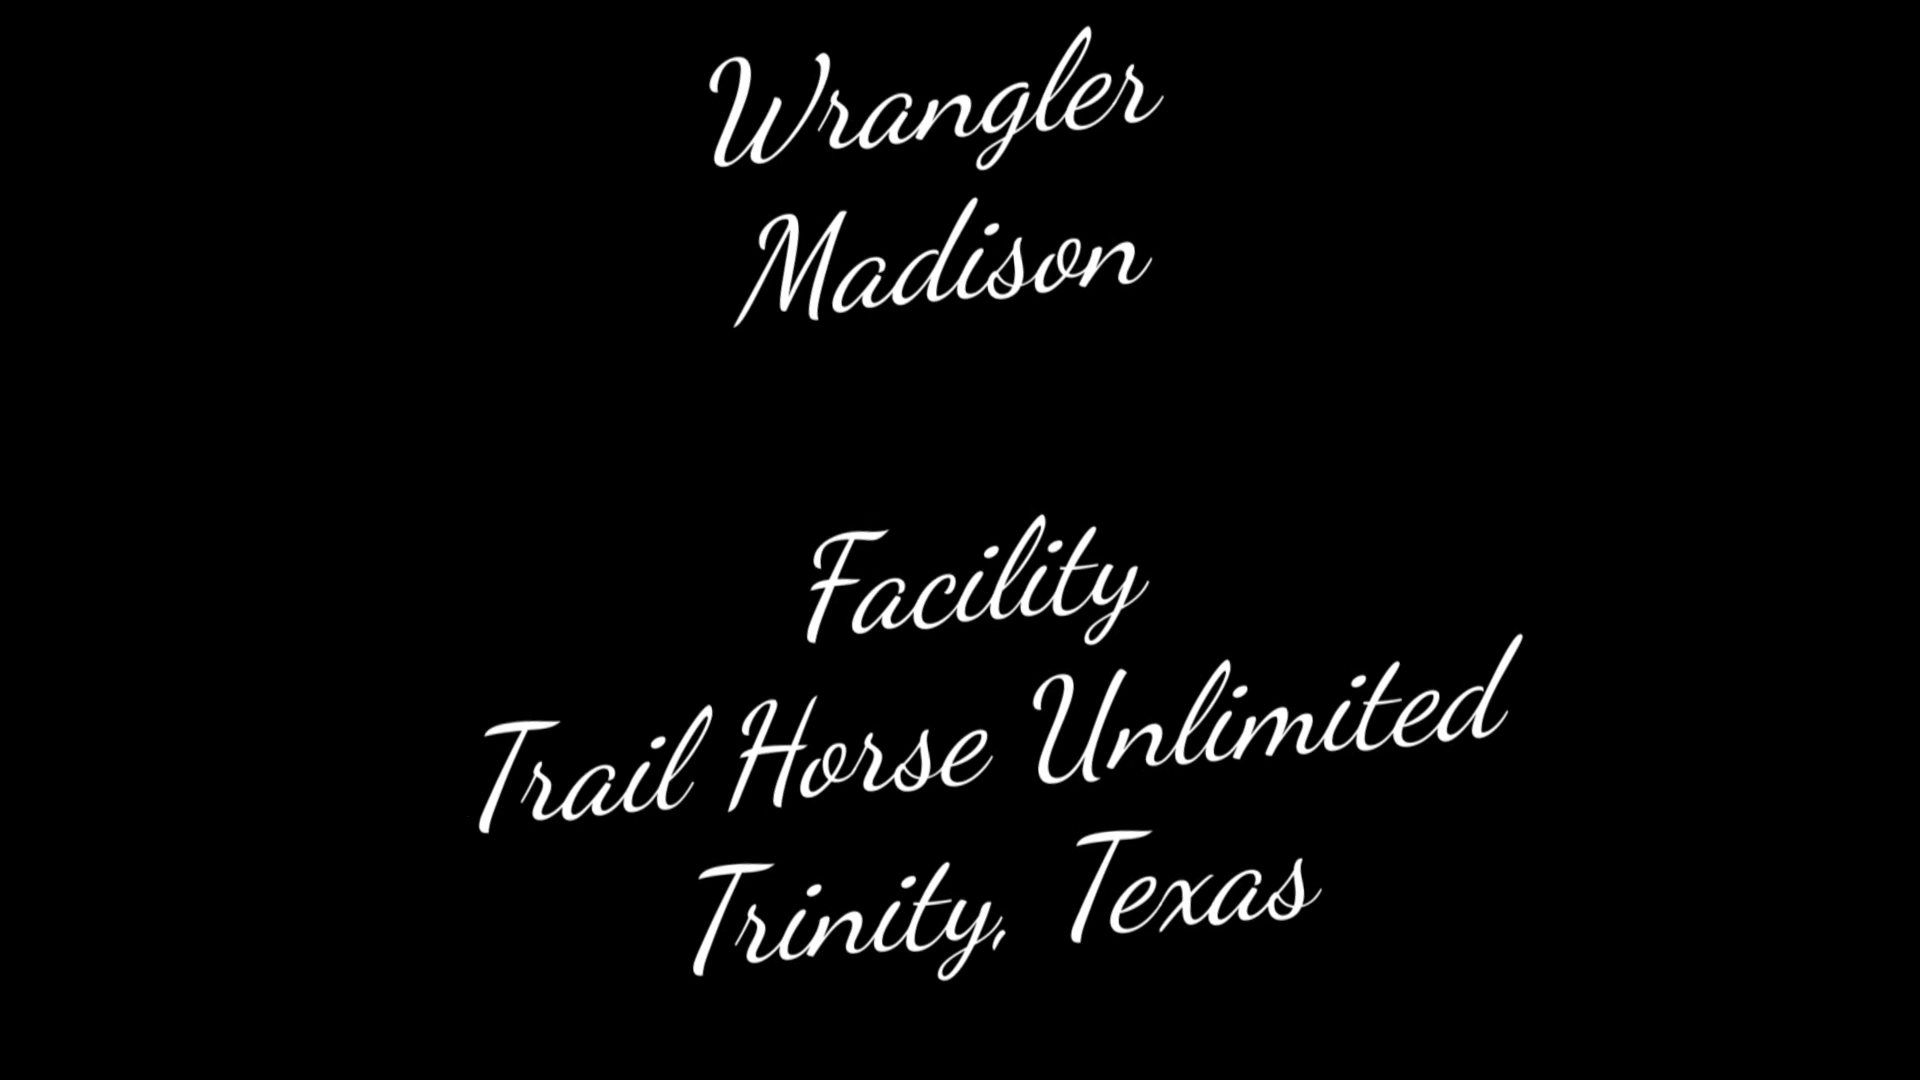 Wrangler
Madison
Facility
Trail Horse Unlimited
Trinity, Texas